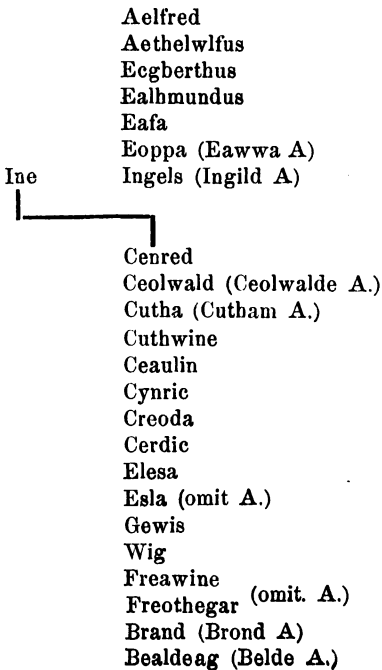 Aelfred
Aethelwlfus
Ecgberthus
Ealhmundus
Eafa
Eoppa (Eawwa A)
Ine Ingels (Ingild A)
Cenred
Ceolwald (Ceolwalde A.)
Cutha (Cutham A.)
Cuthwine
Ceaulin
Cynric
Creoda
Cerdic
Elesa
Esla (omit A.)
Gewis
Wig
Freawine
Freothegar (omit. A.)
Brand (Brond A)
Bealdeag (Belde A.)